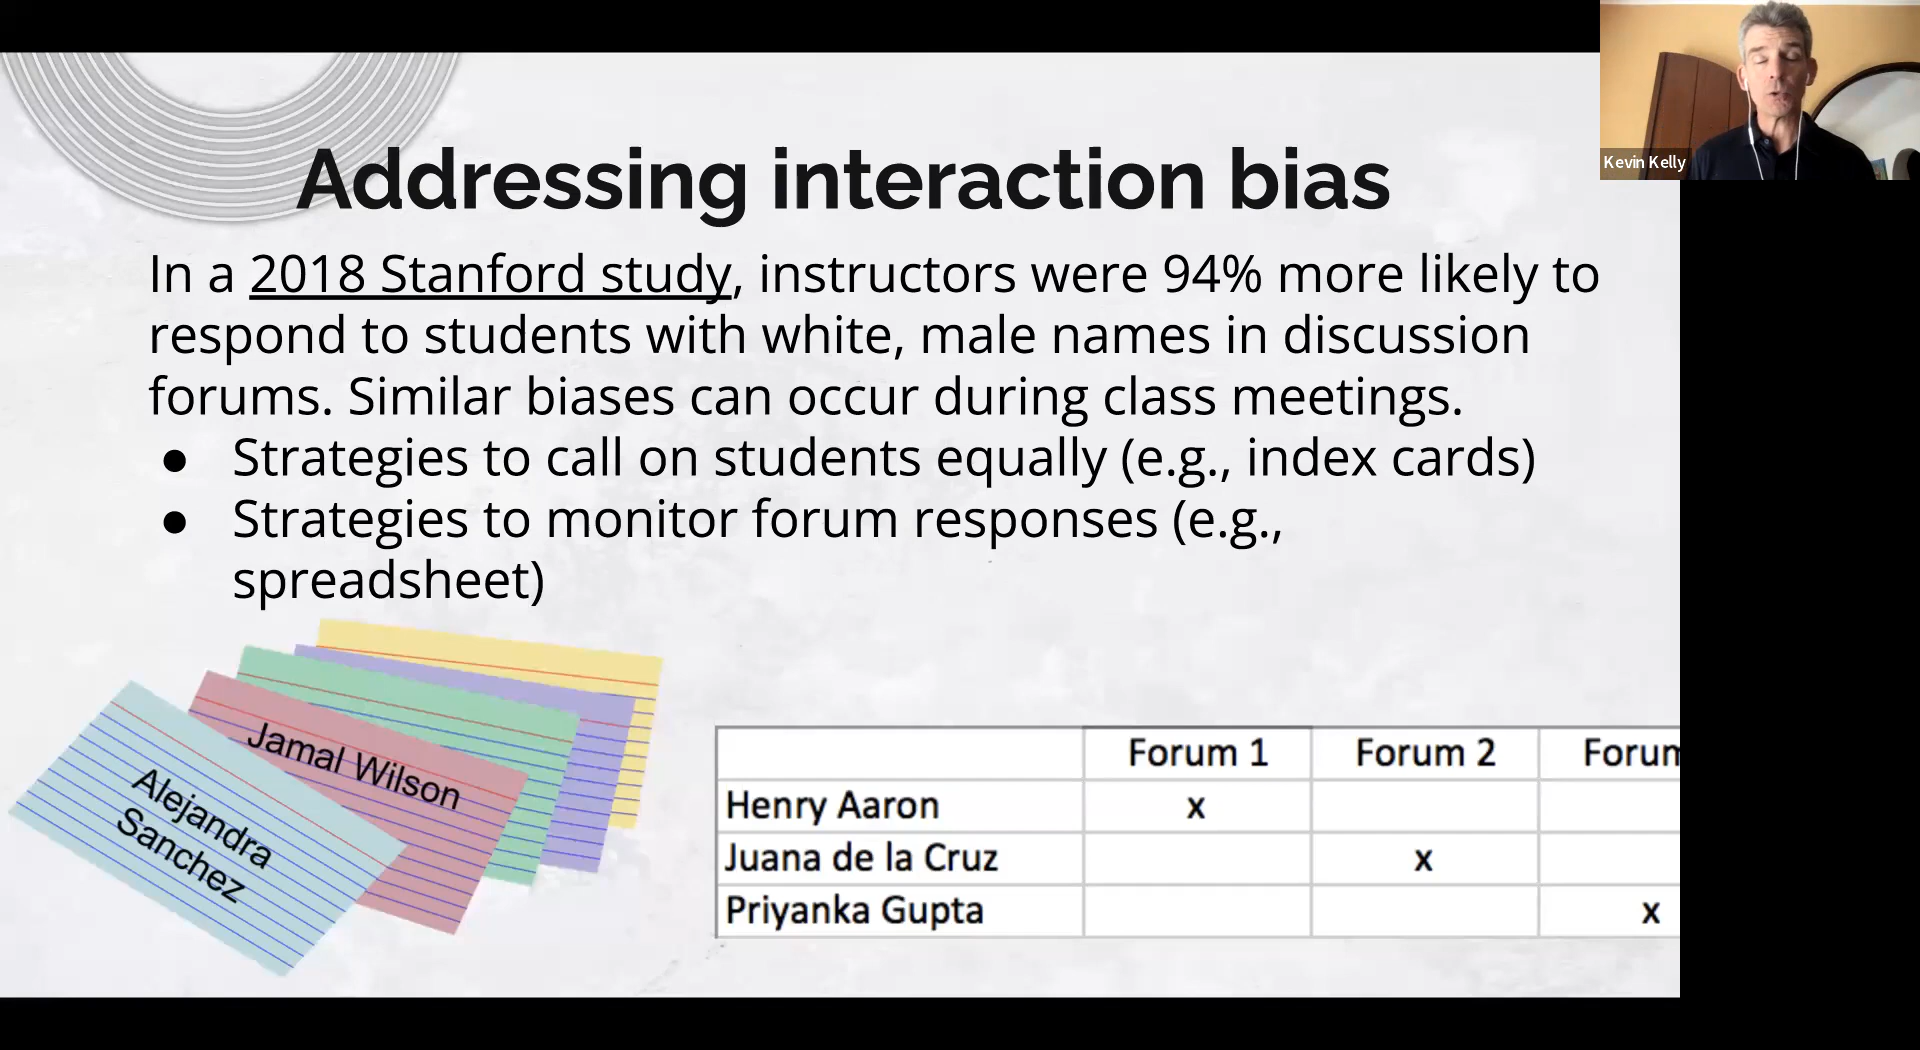 Addressing interaction bias
In a 2018 Stanford study, instructors were 94% more likely to
respond to students with white, male names in discussion
forums. Similar biases can occur during class meetings.
● Strategies to call on students equally (e.g., index cards)
● Strategies to monitor forum responses (e.g.,
spreadsheet)
Jamal Wilson
Alejandra
Sanchez
Forum 1 Forum 2 Forum
Henry Aaron x
Juana de la Cruz x
Priyanka Gupta x
Kevin Kelly